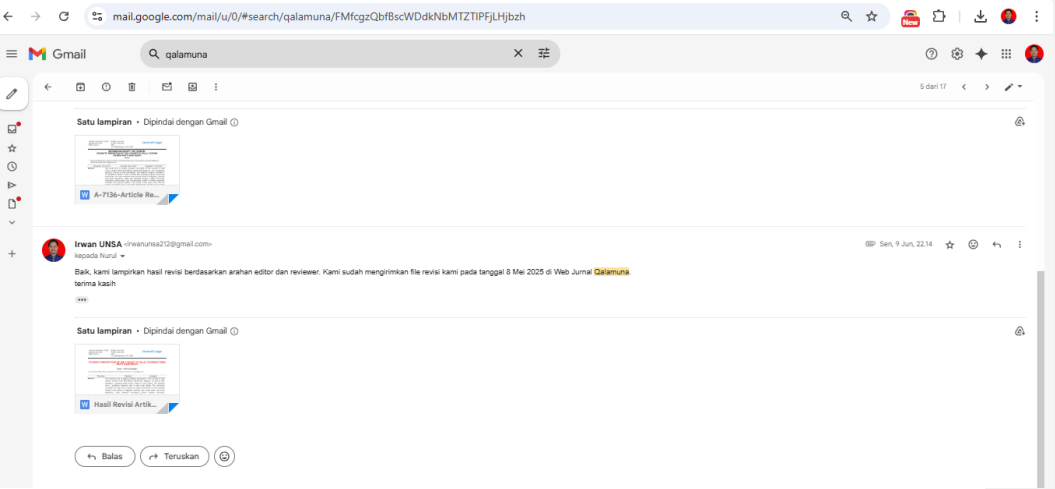 mail.google.com/mail/u/0/#search/qalamuna/FMfcgzQbfBscWDdkNbMTZTlPFjLHjbzh
New
Gmail
qalamuna
5 dari 17
Satu lampiran • Dipindai dengan Gmail
W A-7136-Article Re...
Irwan UNSA <irwanunsa212@gmail.com>
Sen, 9 Jun, 22.14
kepada Nurul
Baik, kami lampirkan hasil revisi berdasarkan arahan editor dan reviewer. Kami sudah mengirimkan file revisi kami pada tanggal 8 Mei 2025 di Web Jurnal Qalamuna.
terima kasih
Satu lampiran • Dipindai dengan Gmail
W Hasil Revisi Artik...
Balas
Teruskan